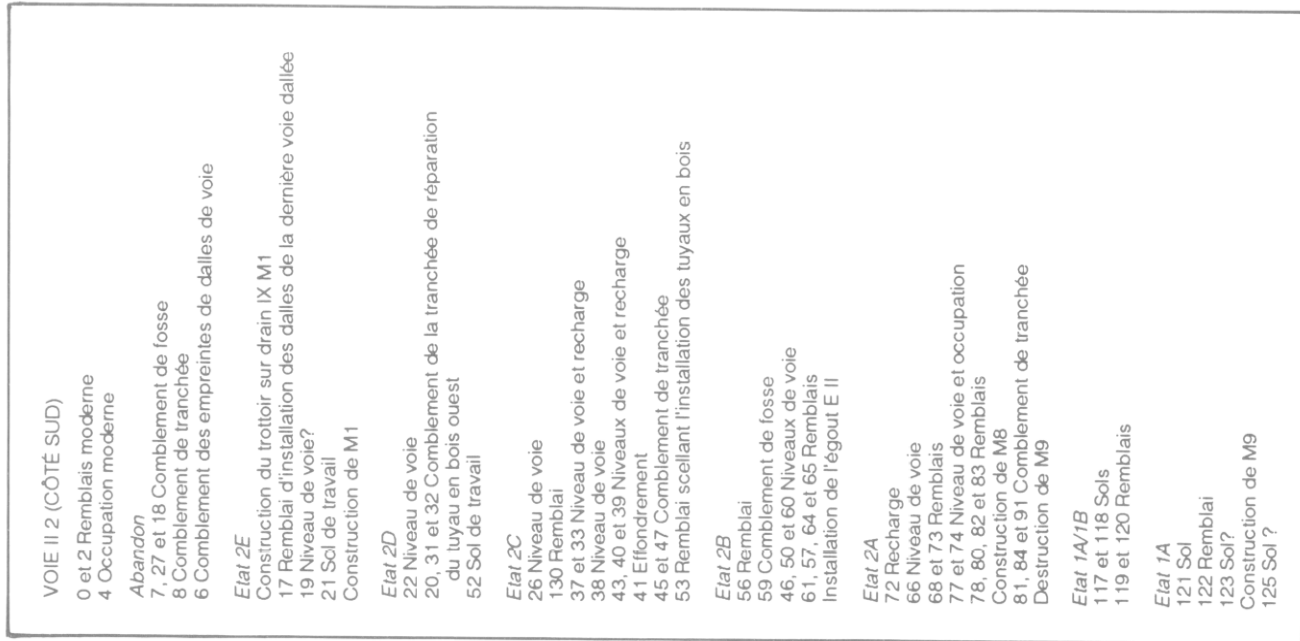 VOIE II 2 (CÔTÉ SUD)
0 et 2 Remblais moderne
4 Occupation moderne
Abandon
7, 27 et 18 Comblement de fosse
8 Comblement de tranchée
6 Comblement des empreintes de dalles de voie
Etat 2E
Construction du trottoir sur drain IX M1
17 Remblai d'installation des dalles de la dernière voie dallée
19 Niveau de voie?
21 Sol de travail
Construction de M1
Etat 2D
22 Niveau de voie
20, 31 et 32 Comblement de la tranchée de réparation
du tuyau en bois ouest
52 Sol de travail
Etat 2C
26 Niveau de voie
130 Remblai
37 et 33 Niveau de voie et recharge
38 Niveau de voie
43, 40 et 39 Niveaux de voie et recharge
41 Effondrement
45 et 47 Comblement de tranchée
53 Remblai scellant l'installation des tuyaux en bois
Etat 2B
56 Remblai
59 Comblement de fosse
46, 50 et 60 Niveaux de voie
61, 57, 64 et 65 Remblais
Installation de l'égout E II
Etat 2A
72 Recharge
66 Niveau de voie
68 et 73 Remblais
77 et 74 Niveau de voie et occupation
78, 80, 82 et 83 Remblais
Construction de M8
81, 84 et 91 Comblement de tranchée
Destruction de M9
Etat 1A/1B
117 et 118 Sols
119 et 120 Remblais
Etat 1A
121 Sol
122 Remblai
123 Sol?
Construction de M9
125 Sol ?